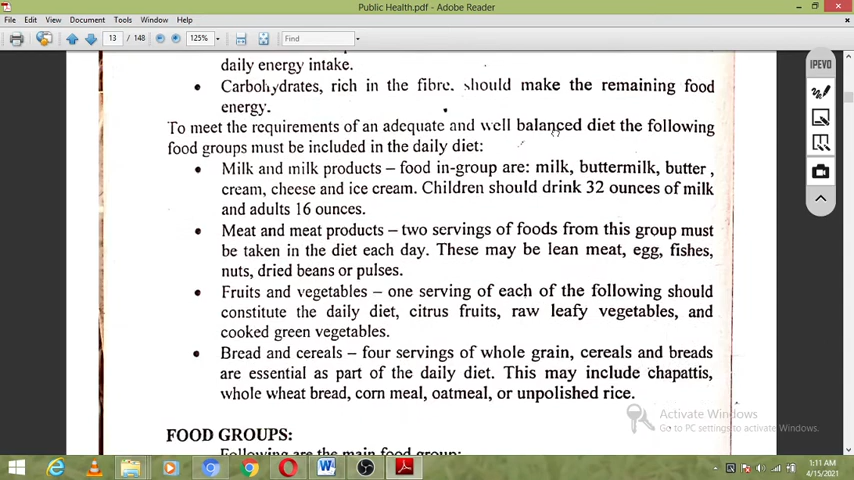 Public Health.pdf - Adobe Reader
File Edit View Document Tools Window Help
13 / 148 125% Find
IPEVO
daily energy intake.
• Carbohydrates, rich in the fibre. should make the remaining food
energy.
To meet the requirements of an adequate and well balanced diet the following
food groups must be included in the daily diet:
• Milk and milk products – food in-group are: milk, buttermilk, butter ,
cream, cheese and ice cream. Children should drink 32 ounces of milk
and adults 16 ounces.
• Meat and meat products – two servings of foods from this group must
be taken in the diet each day. These may be lean meat, egg, fishes,
nuts, dried beans or pulses.
• Fruits and vegetables – one serving of each of the following should
constitute the daily diet, citrus fruits, raw leafy vegetables, and
cooked green vegetables.
• Bread and cereals – four servings of whole grain, cereals and breads
are essential as part of the daily diet. This may include chapattis,
whole wheat bread, corn meal, oatmeal, or unpolished rice.
Activate Windows
Go to PC settings to activate Windows.
FOOD GROUPS:
Following are the main food group:
1:11 AM
4/15/2021